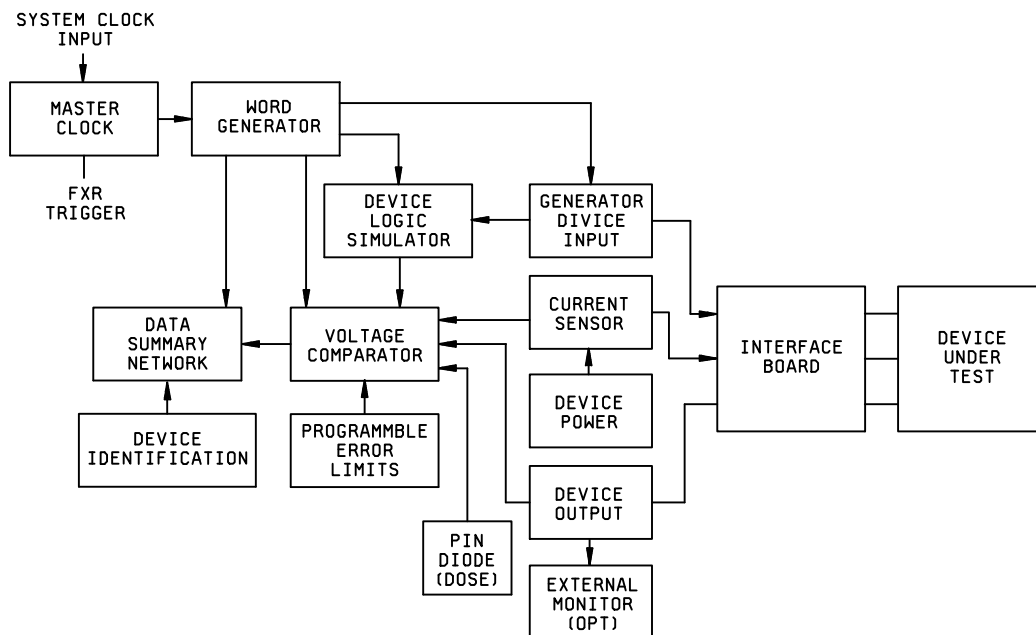 SYSTEM CLOCK
INPUT
MASTER
CLOCK
FXR
TRIGGER
WORD
GENERATOR
DEVICE
LOGIC
SIMULATOR
GENERATOR
DIVICE
INPUT
DATA
SUMMARY
NETWORK
VOLTAGE
COMPARATOR
CURRENT
SENSOR
INTERFACE
BOARD
DEVICE
UNDER
TEST
DEVICE
IDENTIFICATION
PROGRAMMBLE
ERROR
LIMITS
DEVICE
POWER
PIN
DIODE
(DOSE)
DEVICE
OUTPUT
EXTERNAL
MONITOR
(OPT)